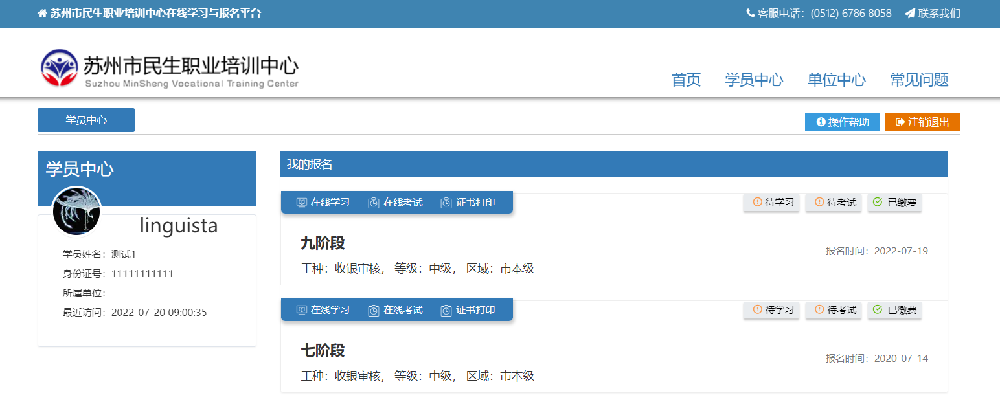 苏州市民生职业培训中心在线学习与报名平台
客服电话：(0512) 6786 8058 联系我们
苏州市民生职业培训中心
Suzhou MinSheng Vocational Training Center
首页 学员中心 单位中心 常见问题
学员中心
操作帮助 注销退出
学员中心
linguista
学员姓名：测试1
身份证号：11111111111
所属单位：
最近访问：2022-07-20 09:00:35
我的报名
在线学习 在线考试 证书打印 待学习 待考试 已缴费
九阶段
报名时间：2022-07-19
工种：收银审核， 等级：中级， 区域：市本级
在线学习 在线考试 证书打印 待学习 待考试 已缴费
七阶段
报名时间：2020-07-14
工种：收银审核， 等级：中级， 区域：市本级